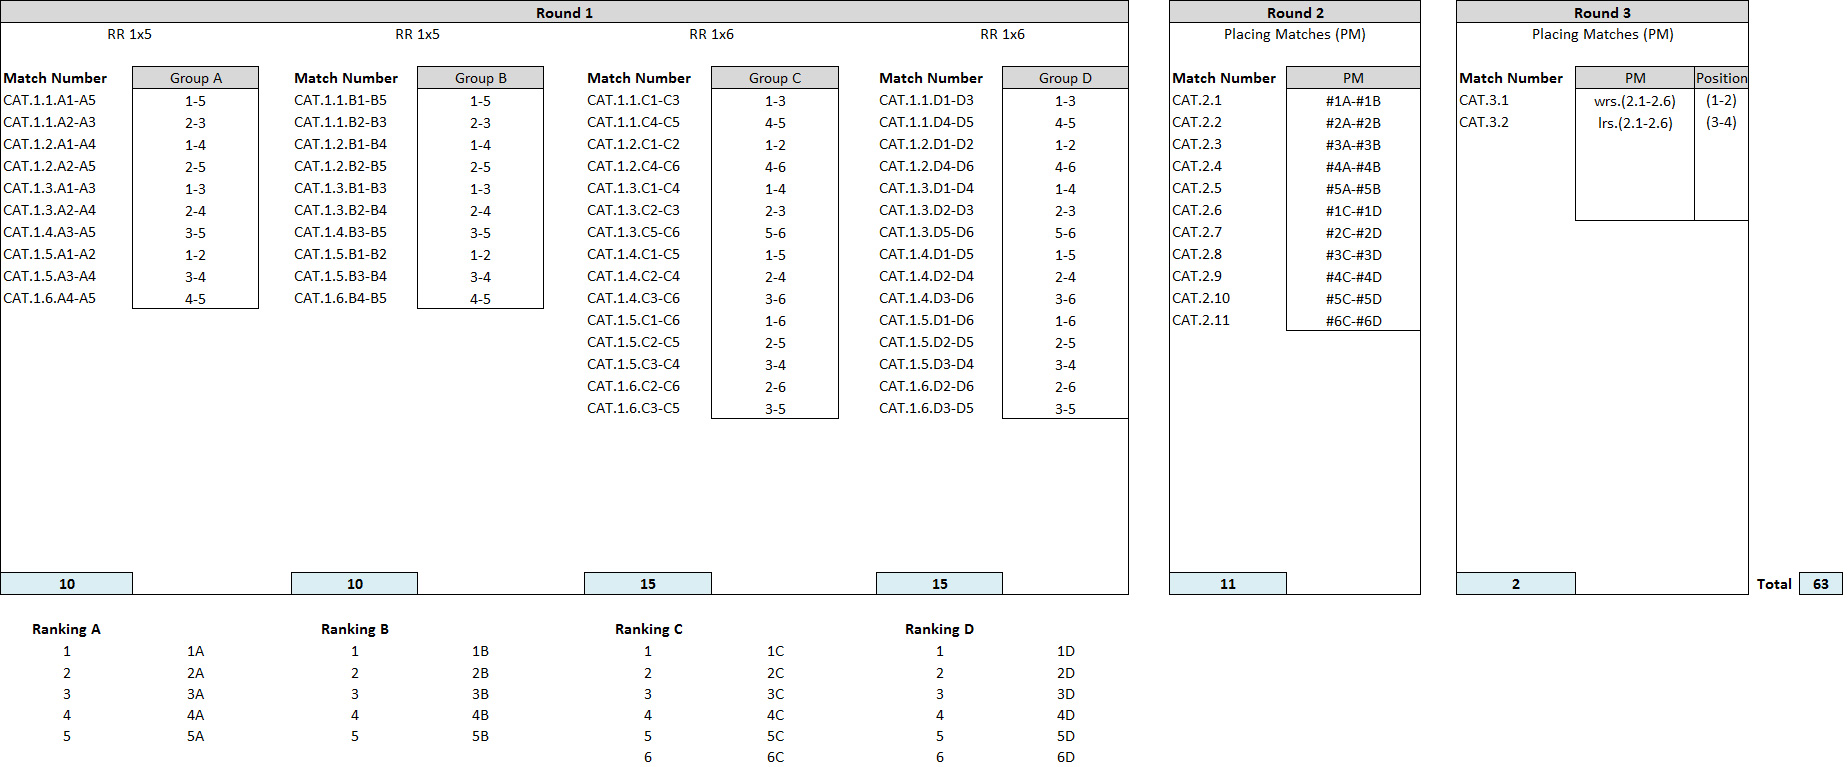 Round 1 Round 2 Round 3
RR 1x5 RR 1x5 RR 1x6 RR 1x6 Placing Matches (PM) Placing Matches (PM)
Match Number Group A Match Number Group B Match Number Group C Match Number Group D Match Number PM Match Number PM Position
CAT.1.1.A1-A5 1-5 CAT.1.1.B1-B5 1-5 CAT.1.1.C1-C3 1-3 CAT.1.1.D1-D3 1-3 CAT.2.1 #1A-#1B CAT.3.1 wrs.(2.1-2.6) (1-2)
CAT.1.1.A2-A3 2-3 CAT.1.1.B2-B3 2-3 CAT.1.1.C4-C5 4-5 CAT.1.1.D4-D5 4-5 CAT.2.2 #2A-#2B CAT.3.2 lrs.(2.1-2.6) (3-4)
CAT.1.2.A1-A4 1-4 CAT.1.2.B1-B4 1-4 CAT.1.2.C1-C2 1-2 CAT.1.2.D1-D2 1-2 CAT.2.3 #3A-#3B
CAT.1.2.A2-A5 2-5 CAT.1.2.B2-B5 2-5 CAT.1.2.C4-C6 4-6 CAT.1.2.D4-D6 4-6 CAT.2.4 #4A-#4B
CAT.1.3.A1-A3 1-3 CAT.1.3.B1-B3 1-3 CAT.1.3.C1-C4 1-4 CAT.1.3.D1-D4 1-4 CAT.2.5 #5A-#5B
CAT.1.3.A2-A4 2-4 CAT.1.3.B2-B4 2-4 CAT.1.3.C2-C3 2-3 CAT.1.3.D2-D3 2-3 CAT.2.6 #1C-#1D
CAT.1.4.A3-A5 3-5 CAT.1.4.B3-B5 3-5 CAT.1.3.C5-C6 5-6 CAT.1.3.D5-D6 5-6 CAT.2.7 #2C-#2D
CAT.1.5.A1-A2 1-2 CAT.1.5.B1-B2 1-2 CAT.1.4.C1-C5 1-5 CAT.1.4.D1-D5 1-5 CAT.2.8 #3C-#3D
CAT.1.5.A3-A4 3-4 CAT.1.5.B3-B4 3-4 CAT.1.4.C2-C4 2-4 CAT.1.4.D2-D4 2-4 CAT.2.9 #4C-#4D
CAT.1.6.A4-A5 4-5 CAT.1.6.B4-B5 4-5 CAT.1.4.C3-C6 3-6 CAT.1.4.D3-D6 3-6 CAT.2.10 #5C-#5D
CAT.1.5.C1-C6 1-6 CAT.1.5.D1-D6 1-6 CAT.2.11 #6C-#6D
CAT.1.5.C2-C5 2-5 CAT.1.5.D2-D5 2-5
CAT.1.5.C3-C4 3-4 CAT.1.5.D3-D4 3-4
CAT.1.6.C2-C6 2-6 CAT.1.6.D2-D6 2-6
CAT.1.6.C3-C5 3-5 CAT.1.6.D3-D5 3-5
10 10 15 15 11 2 Total 63
Ranking A Ranking B Ranking C Ranking D
1 1A 1 1B 1 1C 1 1D
2 2A 2 2B 2 2C 2 2D
3 3A 3 3B 3 3C 3 3D
4 4A 4 4B 4 4C 4 4D
5 5A 5 5B 5 5C 5 5D
6 6C 6 6D